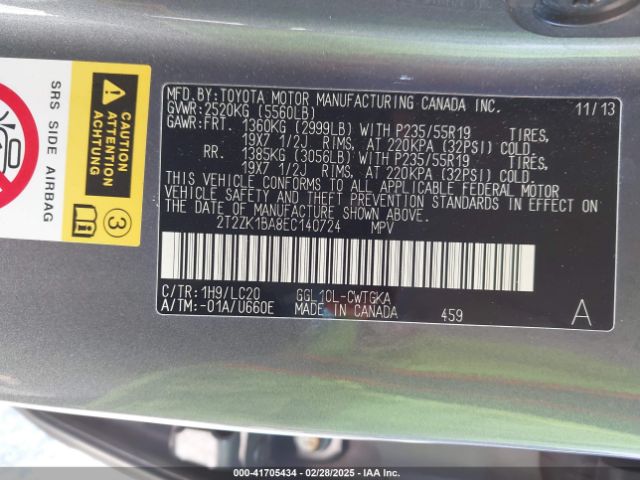 SRS SIDE AIRBAG
3
MFD.BY:TOYOTA MOTOR MANUFACTURING CANADA INC.
11/13
GVWR:2520KG (5560LB)
GAWR:FRT. 1360KG (2999LB) WITH P235/55R19 TIRES,
19X7 1/2J RIMS, AT 220KPA (32PSI) COLD.
RR. 1385KG (3056LB) WITH P235/55R19 TIRES,
19X7 1/2J RIMS, AT 220KPA (32PSI) COLD.
THIS VEHICLE CONFORMS TO ALL APPLICABLE FEDERAL MOTOR
VEHICLE SAFETY AND THEFT PREVENTION STANDARDS IN EFFECT ON
THE DATE OF MANUFACTURE SHOWN ABOVE.
2T2ZK1BA8EC140724 MPV
C/TR:1H9/LC20 GGL10L-CWTGKA
A/TM:-01A/U660E MADE IN CANADA 459 A
000-41705434 - 02/28/2025 - IAA, Inc.